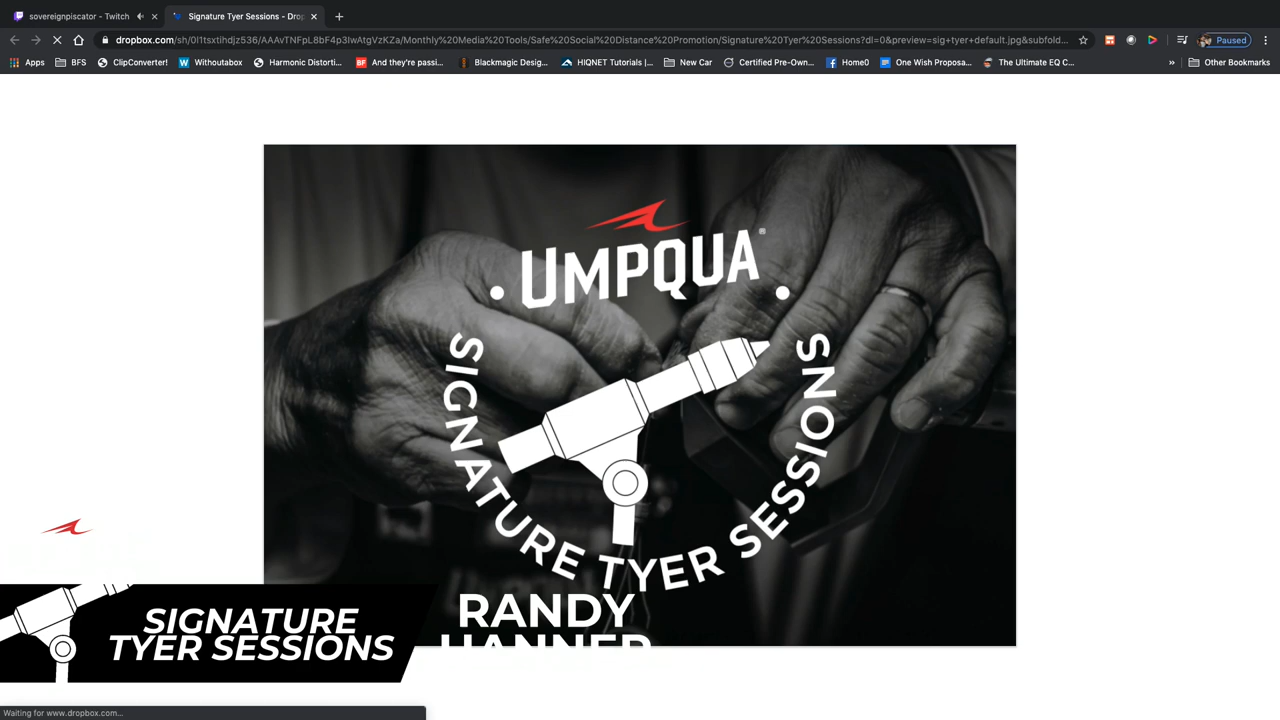 sovereignpiscator - Twitch
Signature Tyer Sessions - Drop
dropbox.com/sh/0l1tsxtihdjz536/AAAvTNFpL8bF4p3IwAtgVzKZa/Monthly%20Media%20Tools/Safe%20Social%20Distance%20Promotion/Signature%20Tyer%20Sessions?dl=0&preview=sig+tyer+default.jpg&subfold...
Paused
Apps
BFS
ClipConverter!
Withoutabox
Harmonic Distorti...
BF
And they're passi...
Blackmagic Desig...
HIQNET Tutorials |...
New Car
Certified Pre-Own...
Home0
One Wish Proposa...
The Ultimate EQ C...
»
Other Bookmarks
UMPQUA®
SIGNATURE TYER SESSIONS
RANDY
HANNER
SIGNATURE
TYER SESSIONS
Waiting for www.dropbox.com...